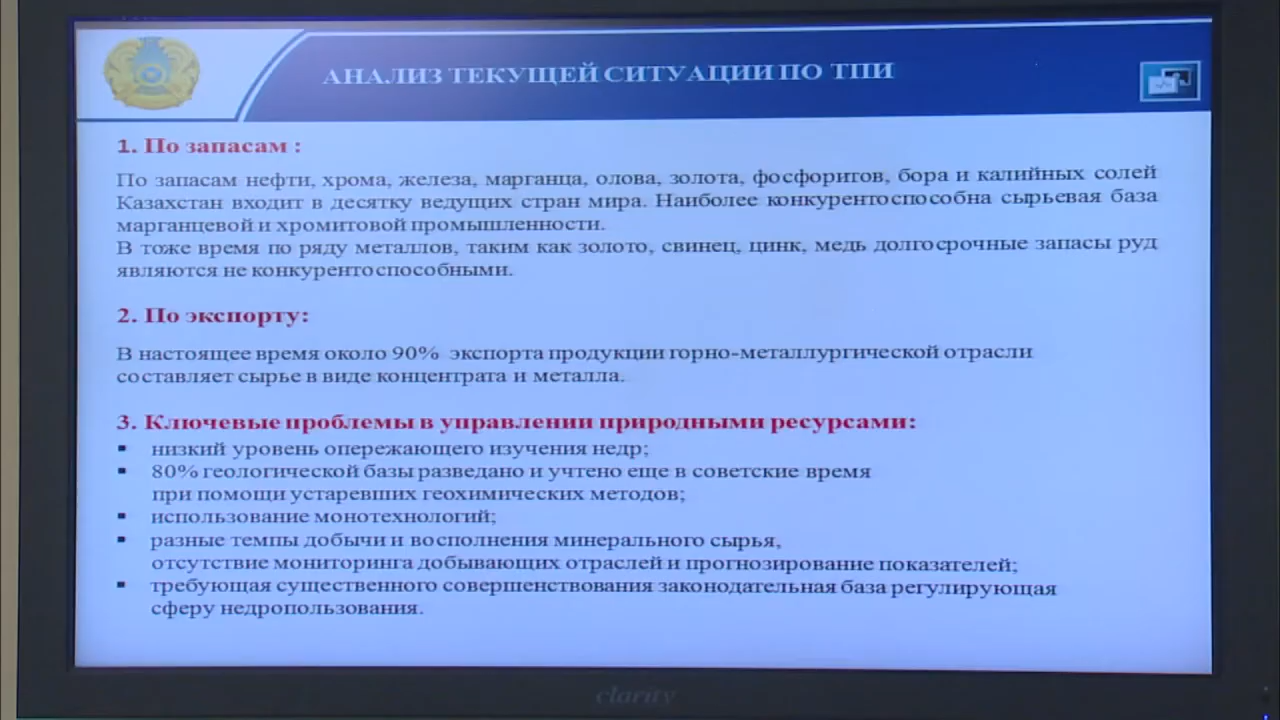 АНАЛИЗ ТЕКУЩЕЙ СИТУАЦИИ ПО ТПИ
1. По запасам :
По запасам нефти, хрома, железа, марганца, олова, золота, фосфоритов, бора и калийных солей
Казахстан входит в десятку ведущих стран мира. Наиболее конкурентоспособна сырьевая база
марганцевой и хромитовой промышленности.
В тоже время по ряду металлов, таким как золото, свинец, цинк, медь долгосрочные запасы руд
являются не конкурентоспособными.
2. По экспорту:
В настоящее время около 90% экспорта продукции горно-металлургической отрасли
составляет сырье в виде концентрата и металла.
3. Ключевые проблемы в управлении природными ресурсами:
▪ низкий уровень опережающего изучения недр;
▪ 80% геологической базы разведано и учтено еще в советские время
при помощи устаревших геохимических методов;
▪ использование монотехнологий;
▪ разные темпы добычи и восполнения минерального сырья,
отсутствие мониторинга добывающих отраслей и прогнозирование показателей;
▪ требующая существенного совершенствования законодательная база регулирующая
сферу недропользования.
clarity